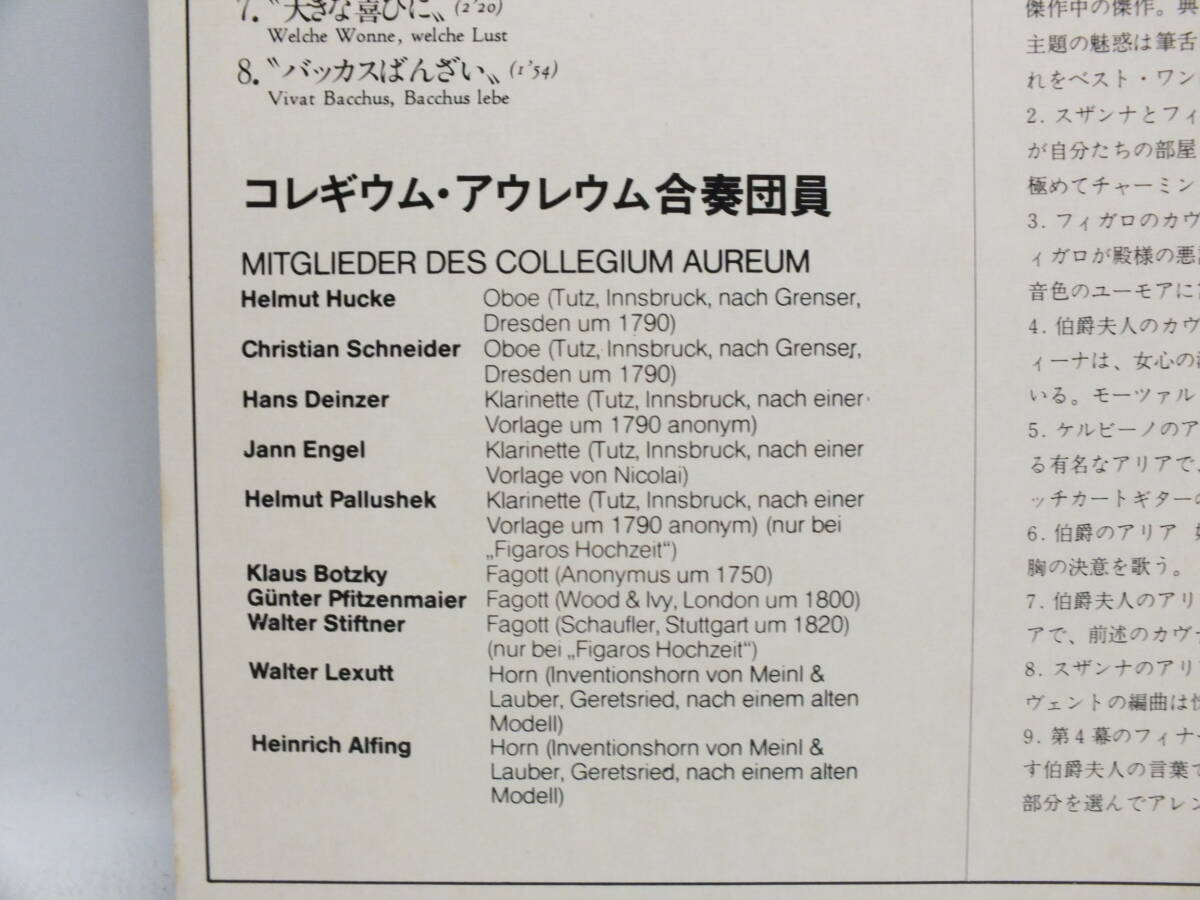 7. 〝大きな喜びに〟 (2'20)
Welche Wonne, welche Lust
8. 〝バッカスばんざい〟 (1'54)
Vivat Bacchus, Bacchus lebe
コレギウム・アウレウム合奏団員
MITGLIEDER DES COLLEGIUM AUREUM
Helmut Hucke Oboe (Tutz, Innsbruck, nach Grenser,
Dresden um 1790)
Christian Schneider Oboe (Tutz, Innsbruck, nach Grenser,
Dresden um 1790)
Hans Deinzer Klarinette (Tutz, Innsbruck, nach einer
Vorlage um 1790 anonym)
Jann Engel Klarinette (Tutz, Innsbruck, nach einer
Vorlage von Nicolai)
Helmut Pallushek Klarinette (Tutz, Innsbruck, nach einer
Vorlage um 1790 anonym) (nur bei
„Figaros Hochzeit“)
Klaus Botzky Fagott (Anonymus um 1750)
Günter Pfitzenmaier Fagott (Wood & Ivy, London um 1800)
Walter Stiftner Fagott (Schaufler, Stuttgart um 1820)
(nur bei „Figaros Hochzeit“)
Walter Lexutt Horn (Inventionshorn von Meinl &
Lauber, Geretsried, nach einem alten
Modell)
Heinrich Alfing Horn (Inventionshorn von Meinl &
Lauber, Geretsried, nach einem alten
Modell)
傑作中の傑作。典
主題の魅惑は筆舌
れをベスト・ワン
2. スザンナとフィ
が自分たちの部屋
極めてチャーミン
3. フィガロのカヴ
ィガロが殿様の悪
音色のユーモアに
4. 伯爵夫人のカヴ
ィーナは、女心の
いる。モーツァル
5. ケルビーノのア
る有名なアリアで、
ッチカートギターの
6. 伯爵のアリア
胸の決意を歌う。
7. 伯爵夫人のアリ
アで、前述のカヴ
8. スザンナのアリ
ヴェントの編曲は
9. 第4幕のフィナ
す伯爵夫人の言葉で
部分を選んでアレン